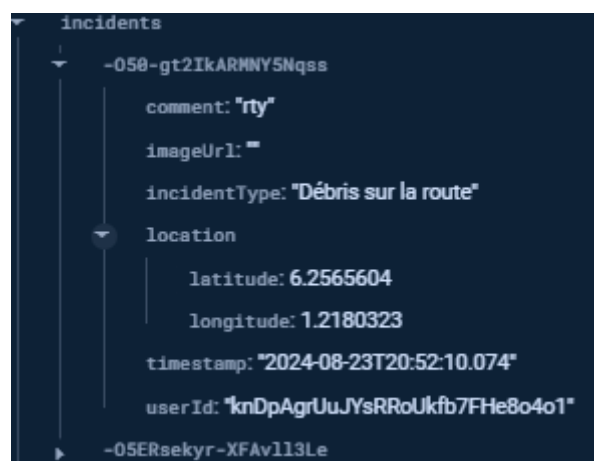 incidents
-O50-gt2IkARMNY5Nqss
comment: "rty"
imageUrl: ""
incidentType: "Débris sur la route"
location
latitude: 6.2565604
longitude: 1.2180323
timestamp: "2024-08-23T20:52:10.074"
userId: "knDpAgrUuJYsRRoUkfb7FHe8o4o1"
-O5ERsekyr-XFAvll3Le